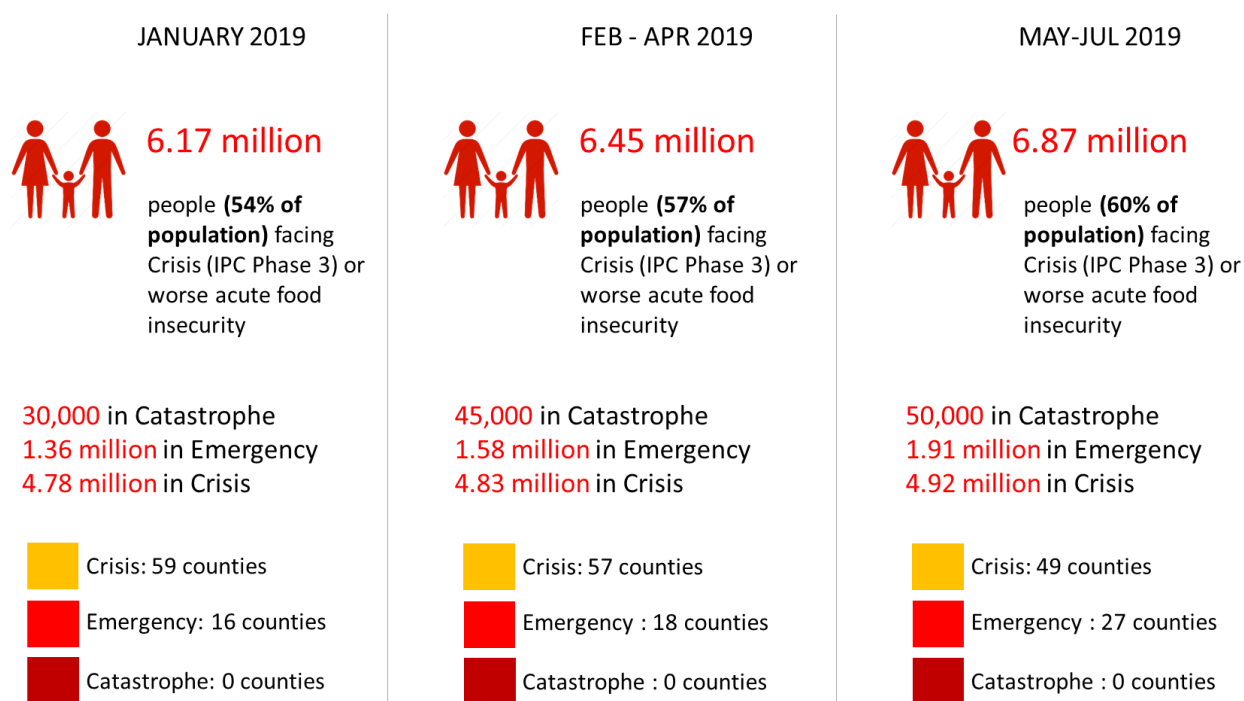 JANUARY 2019
6.17 million
people (54% of
population) facing
Crisis (IPC Phase 3) or
worse acute food
insecurity
30,000 in Catastrophe
1.36 million in Emergency
4.78 million in Crisis
Crisis: 59 counties
Emergency: 16 counties
Catastrophe: 0 counties
FEB - APR 2019
6.45 million
people (57% of
population) facing
Crisis (IPC Phase 3) or
worse acute food
insecurity
45,000 in Catastrophe
1.58 million in Emergency
4.83 million in Crisis
Crisis: 57 counties
Emergency : 18 counties
Catastrophe : 0 counties
MAY-JUL 2019
6.87 million
people (60% of
population) facing
Crisis (IPC Phase 3) or
worse acute food
insecurity
50,000 in Catastrophe
1.91 million in Emergency
4.92 million in Crisis
Crisis: 49 counties
Emergency : 27 counties
Catastrophe : 0 counties